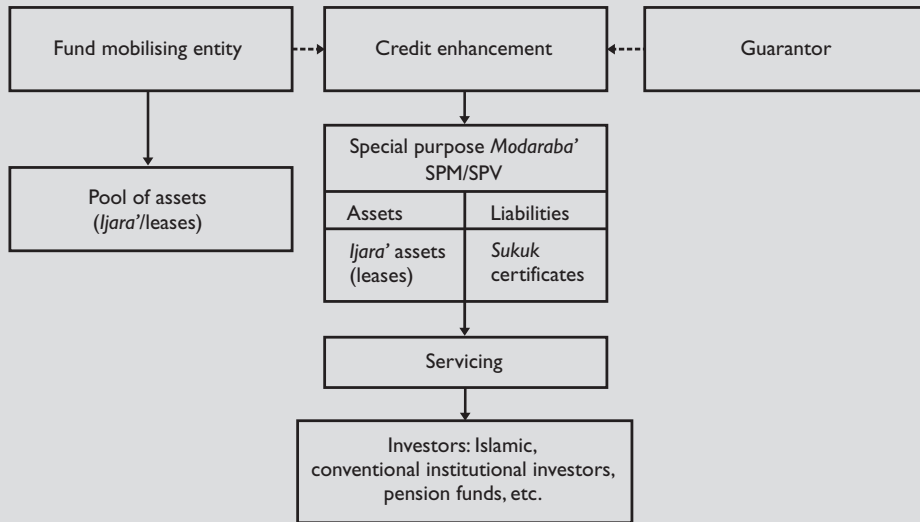 Fund mobilising entity
Credit enhancement
Guarantor
Pool of assets
(Ijara’/leases)
Special purpose Modaraba’
SPM/SPV
Assets
Liabilities
Ijara’ assets
(leases)
Sukuk
certificates
Servicing
Investors: Islamic,
conventional institutional investors,
pension funds, etc.